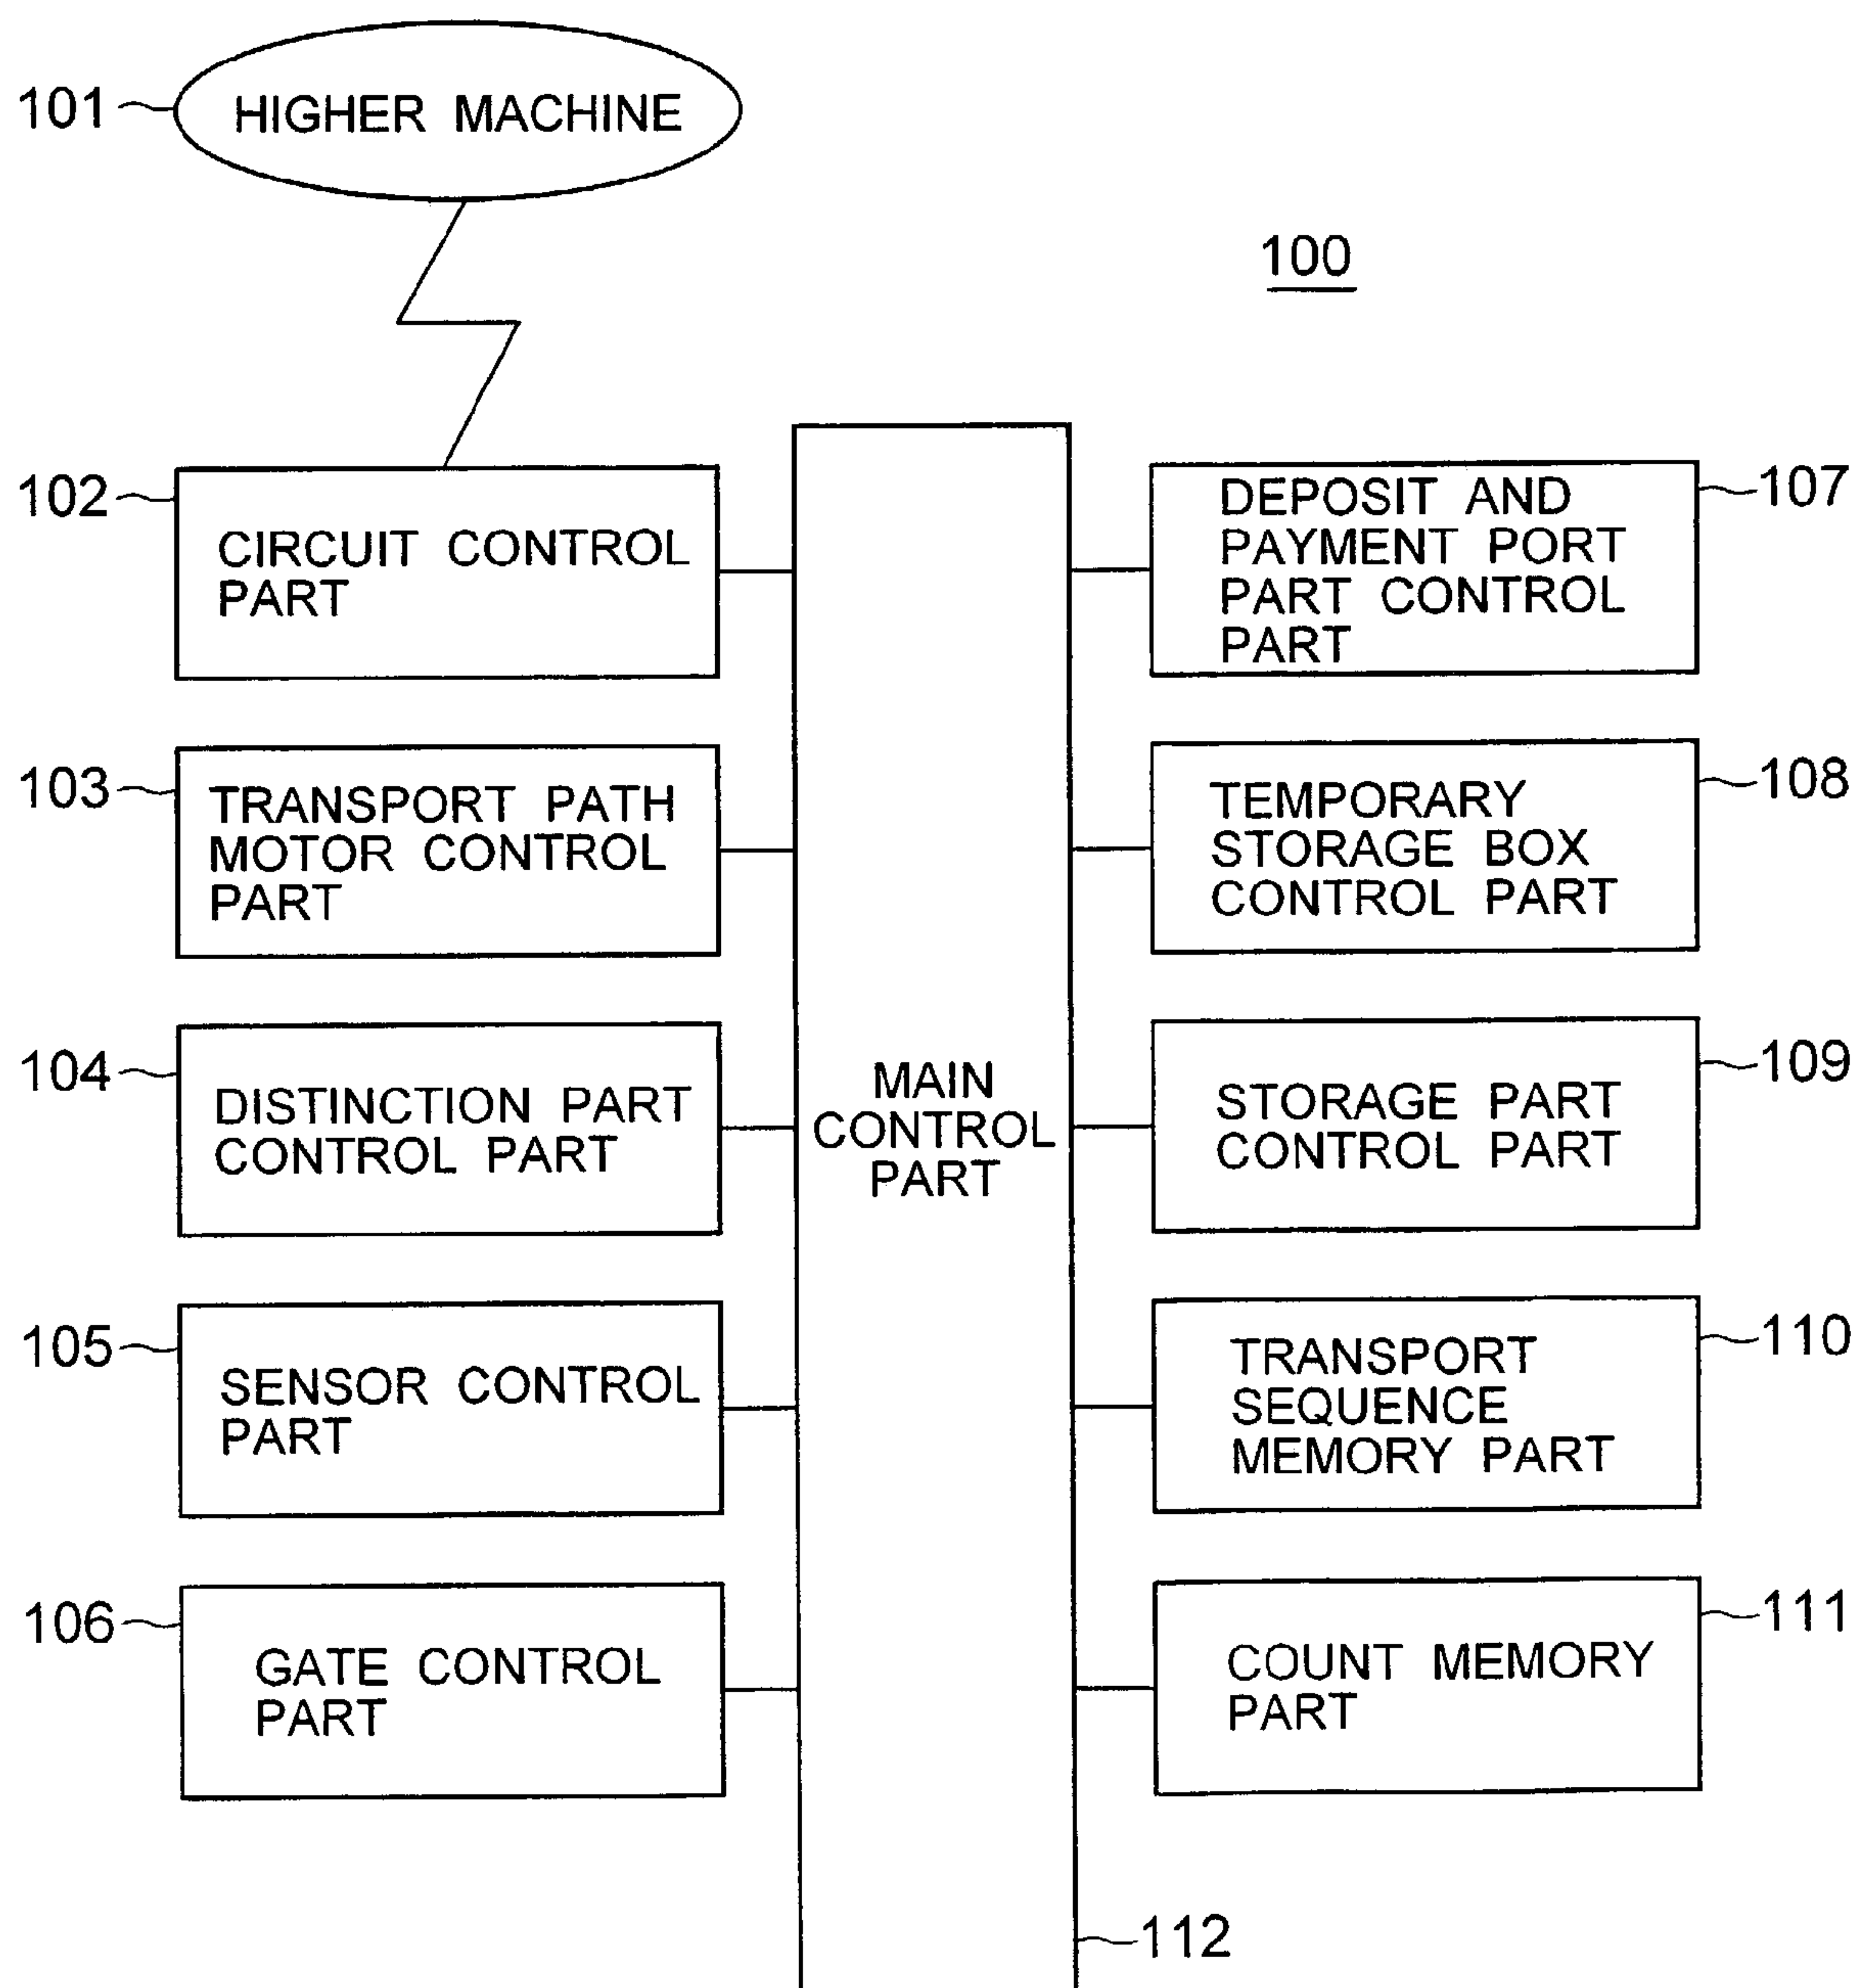 101
HIGHER MACHINE
100
102
CIRCUIT CONTROL
PART
103
TRANSPORT PATH
MOTOR CONTROL
PART
104
DISTINCTION PART
CONTROL PART
105
SENSOR CONTROL
PART
106
GATE CONTROL
PART
MAIN
CONTROL
PART
112
DEPOSIT AND
PAYMENT PORT
PART CONTROL
PART
107
TEMPORARY
STORAGE BOX
CONTROL PART
108
STORAGE PART
CONTROL PART
109
TRANSPORT
SEQUENCE
MEMORY PART
110
COUNT MEMORY
PART
111